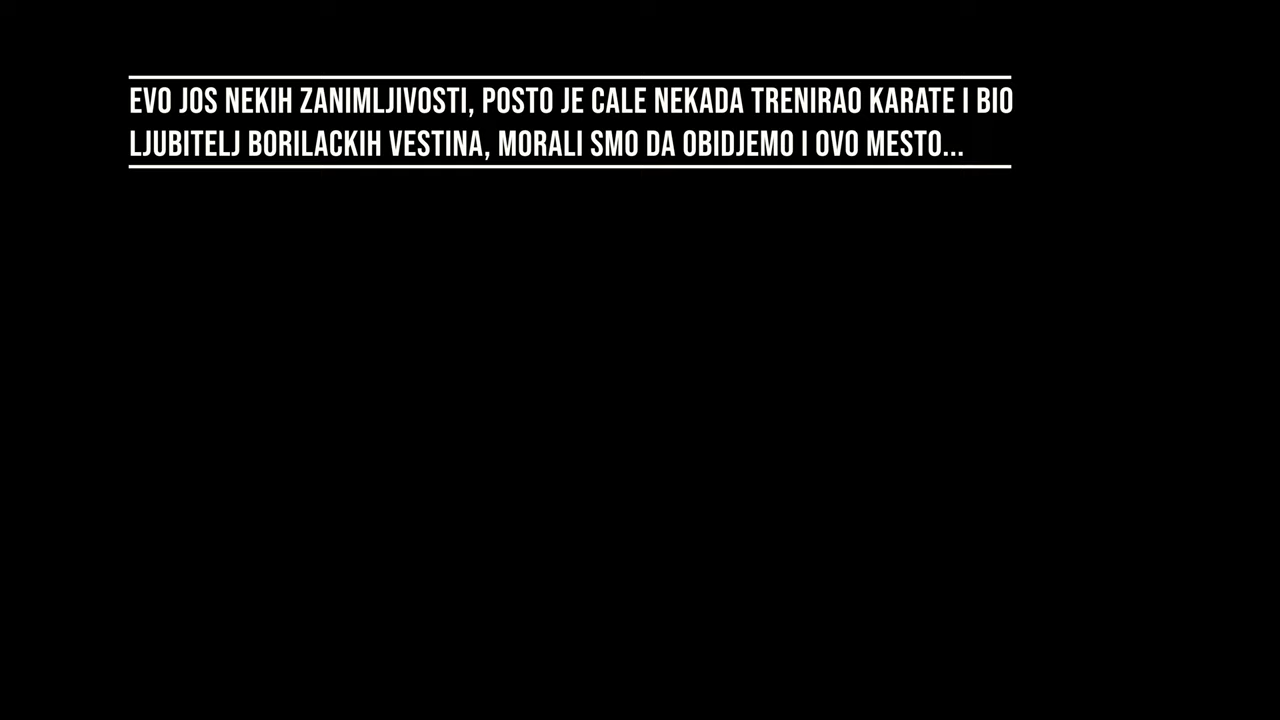 EVO JOS NEKIH ZANIMLJIVOSTI, POSTO JE CALE NEKADA TRENIRAO KARATE I BIO
LJUBITELJ BORILACKIH VESTINA, MORALI SMO DA OBIDJEMO I OVO MESTO...